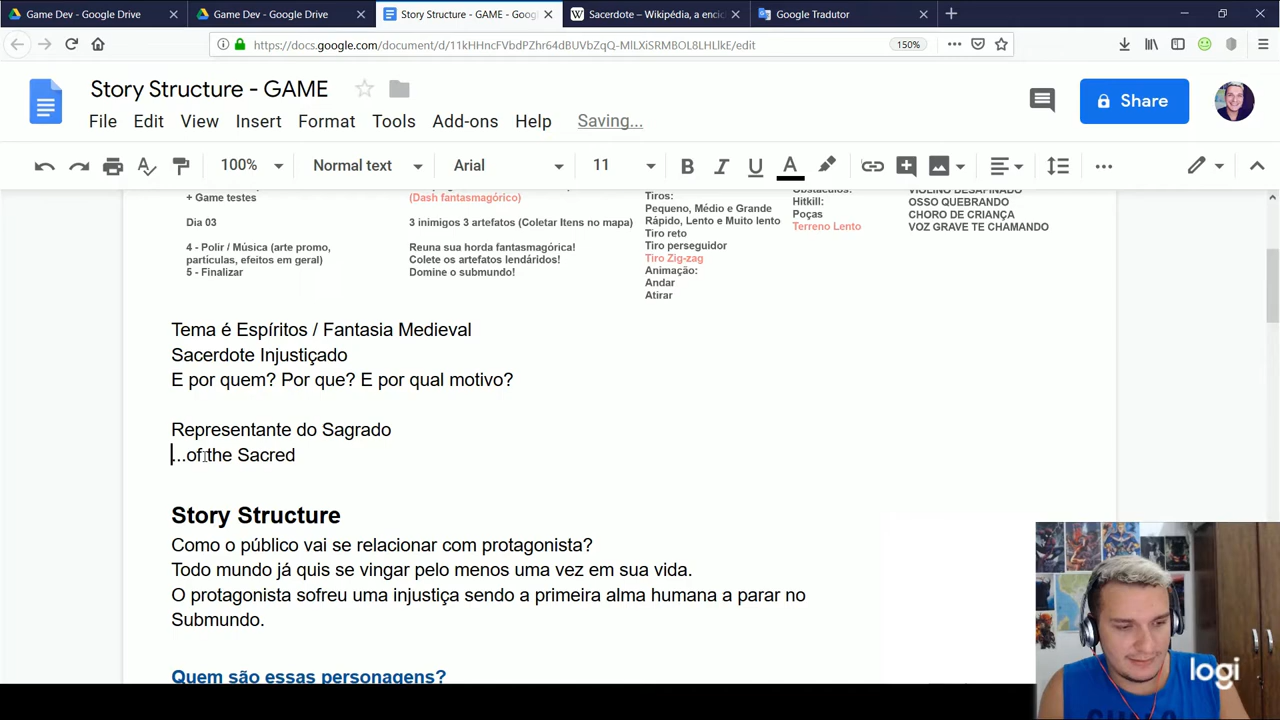 Game Dev - Google Drive
Game Dev - Google Drive
Story Structure - GAME - Goog
W Sacerdote – Wikipédia, a encic
Google Tradutor
https://docs.google.com/document/d/11kHHncFVbdPZhr64dBUVbZqQ-MlLXiSRMBOL8LHLlkE/edit
150%
Story Structure - GAME
Share
File Edit View Insert Format Tools Add-ons Help Saving...
100% Normal text Arial 11 B I U A
+ Game testes
Dia 03
4 - Polir / Música (arte promo,
partículas, efeitos em geral)
5 - Finalizar
(Dash fantasmagórico)
3 inimigos 3 artefatos (Coletar Itens no mapa)
Reuna sua horda fantasmagórica!
Colete os artefatos lendáridos!
Domine o submundo!
Tiros:
Pequeno, Médio e Grande
Rápido, Lento e Muito lento
Tiro reto
Tiro perseguidor
Tiro Zig-zag
Animação:
Andar
Atirar
Obstáculos:
Hitkill:
Poças
Terreno Lento
VIOLINO DESAFINADO
OSSO QUEBRANDO
CHORO DE CRIANÇA
VOZ GRAVE TE CHAMANDO
Tema é Espíritos / Fantasia Medieval
Sacerdote Injustiçado
E por quem? Por que? E por qual motivo?
Representante do Sagrado
...of the Sacred
Story Structure
Como o público vai se relacionar com protagonista?
Todo mundo já quis se vingar pelo menos uma vez em sua vida.
O protagonista sofreu uma injustiça sendo a primeira alma humana a parar no
Submundo.
Quem são essas personagens?
logi